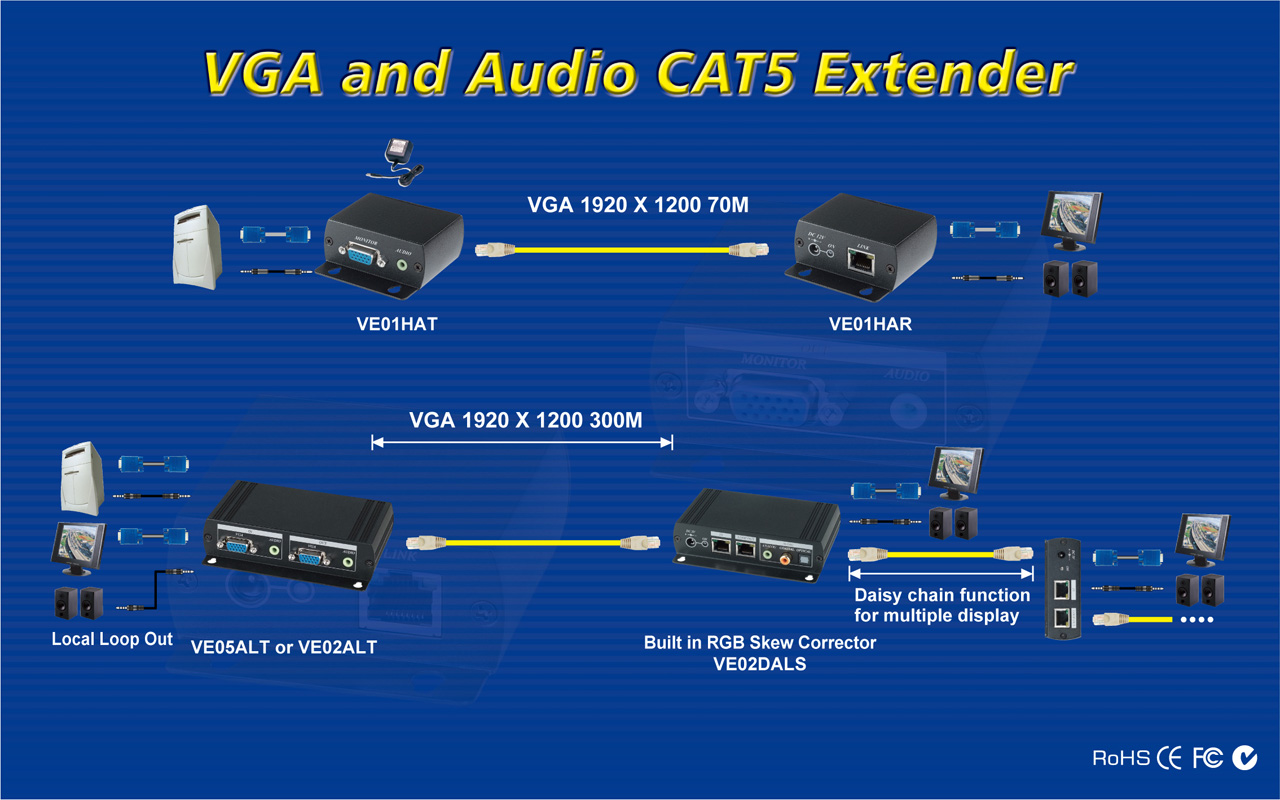 VGA and Audio CAT5 Extender
VGA 1920 X 1200 70M
MONITOR
AUDIO
DC 12V
ON
LINK
VE01HAT
VE01HAR
MONITOR
AUDIO
VGA 1920 X 1200 300M
LINK
Daisy chain function
for multiple display
Local Loop Out
VE05ALT or VE02ALT
Built in RGB Skew Corrector
VE02DALS
RoHS CE FC